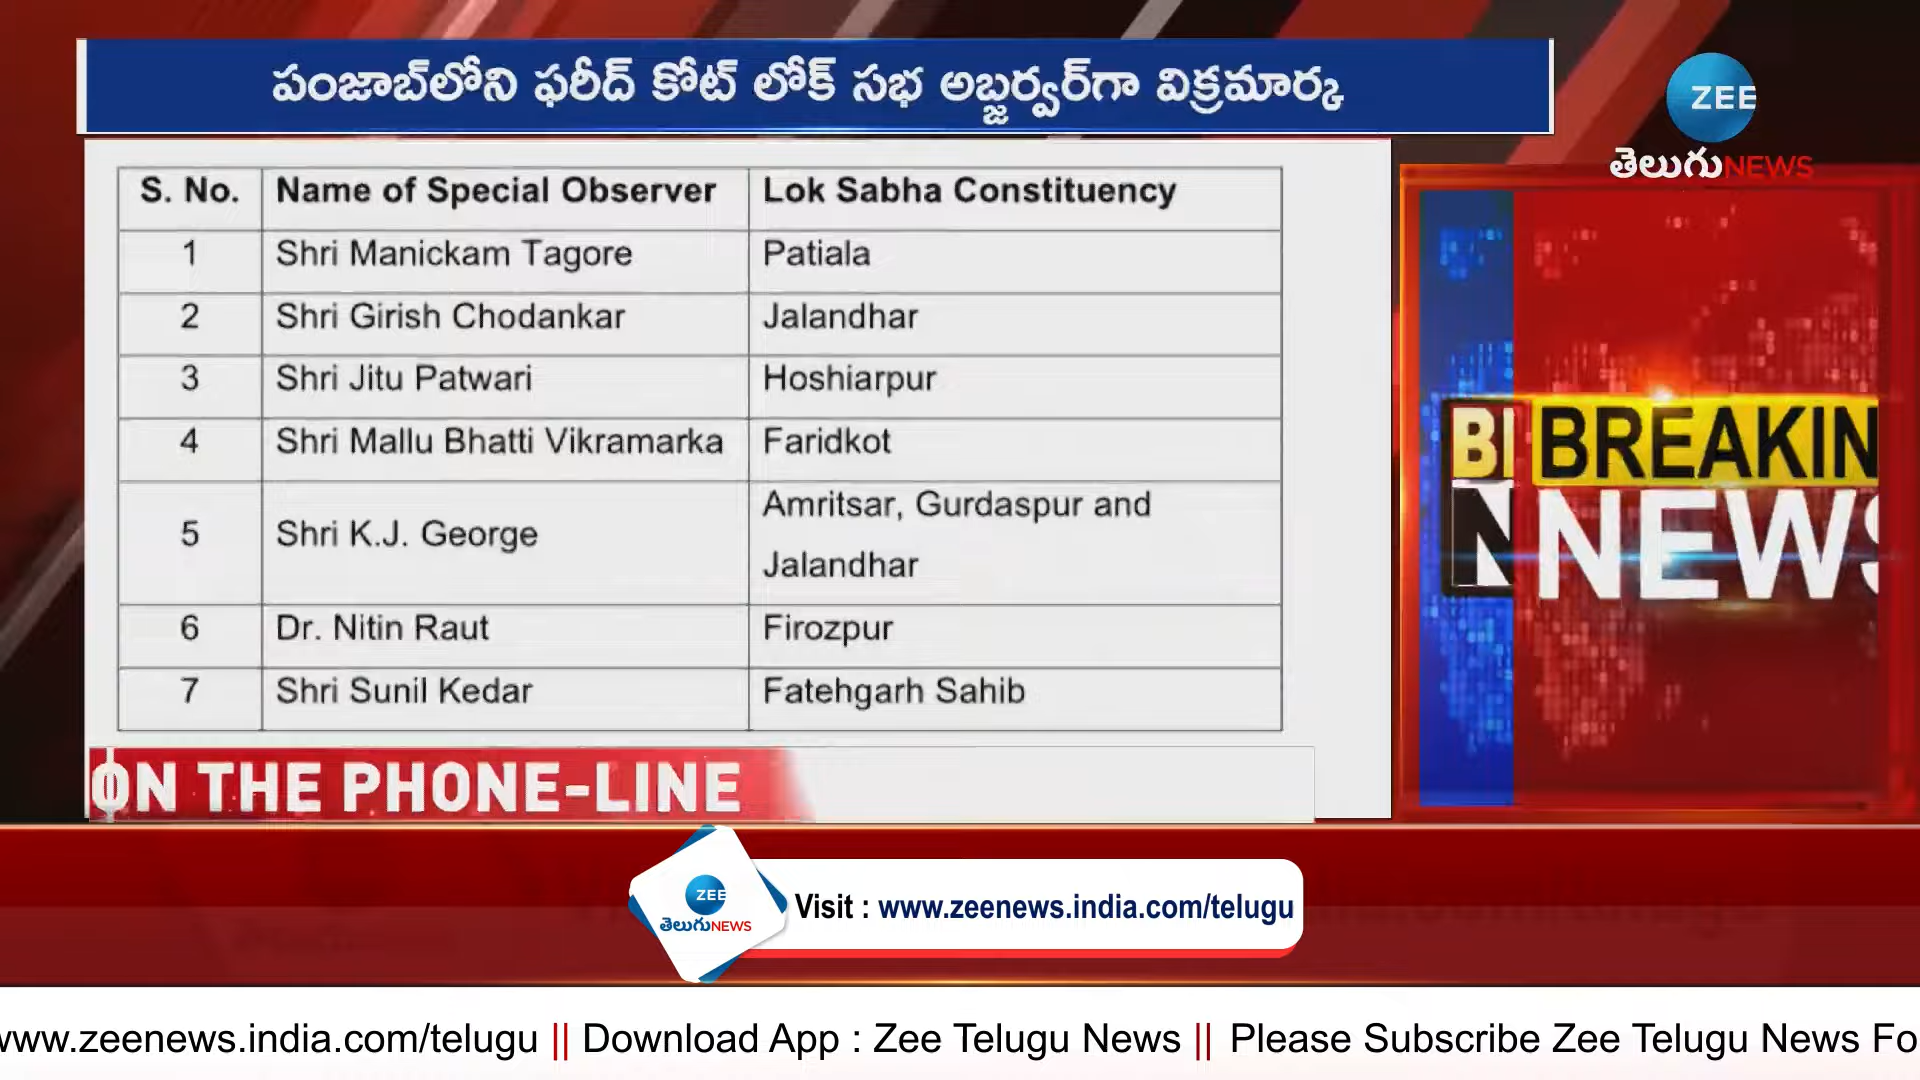 పంజాబ్‌లోని ఫరీద్ కోట్ లోక్ సభ అబ్జర్వర్‌గా విక్రమార్క
ZEE
తెలుగుNEWS
S. No. Name of Special Observer Lok Sabha Constituency
1 Shri Manickam Tagore Patiala
2 Shri Girish Chodankar Jalandhar
3 Shri Jitu Patwari Hoshiarpur
4 Shri Mallu Bhatti Vikramarka Faridkot
5 Shri K.J. George Amritsar, Gurdaspur and
Jalandhar
6 Dr. Nitin Raut Firozpur
7 Shri Sunil Kedar Fatehgarh Sahib
BREAKIN
NEWS
ON THE PHONE-LINE
ZEE
తెలుగుNEWS
Visit : www.zeenews.india.com/telugu
www.zeenews.india.com/telugu || Download App : Zee Telugu News || Please Subscribe Zee Telugu News Fo